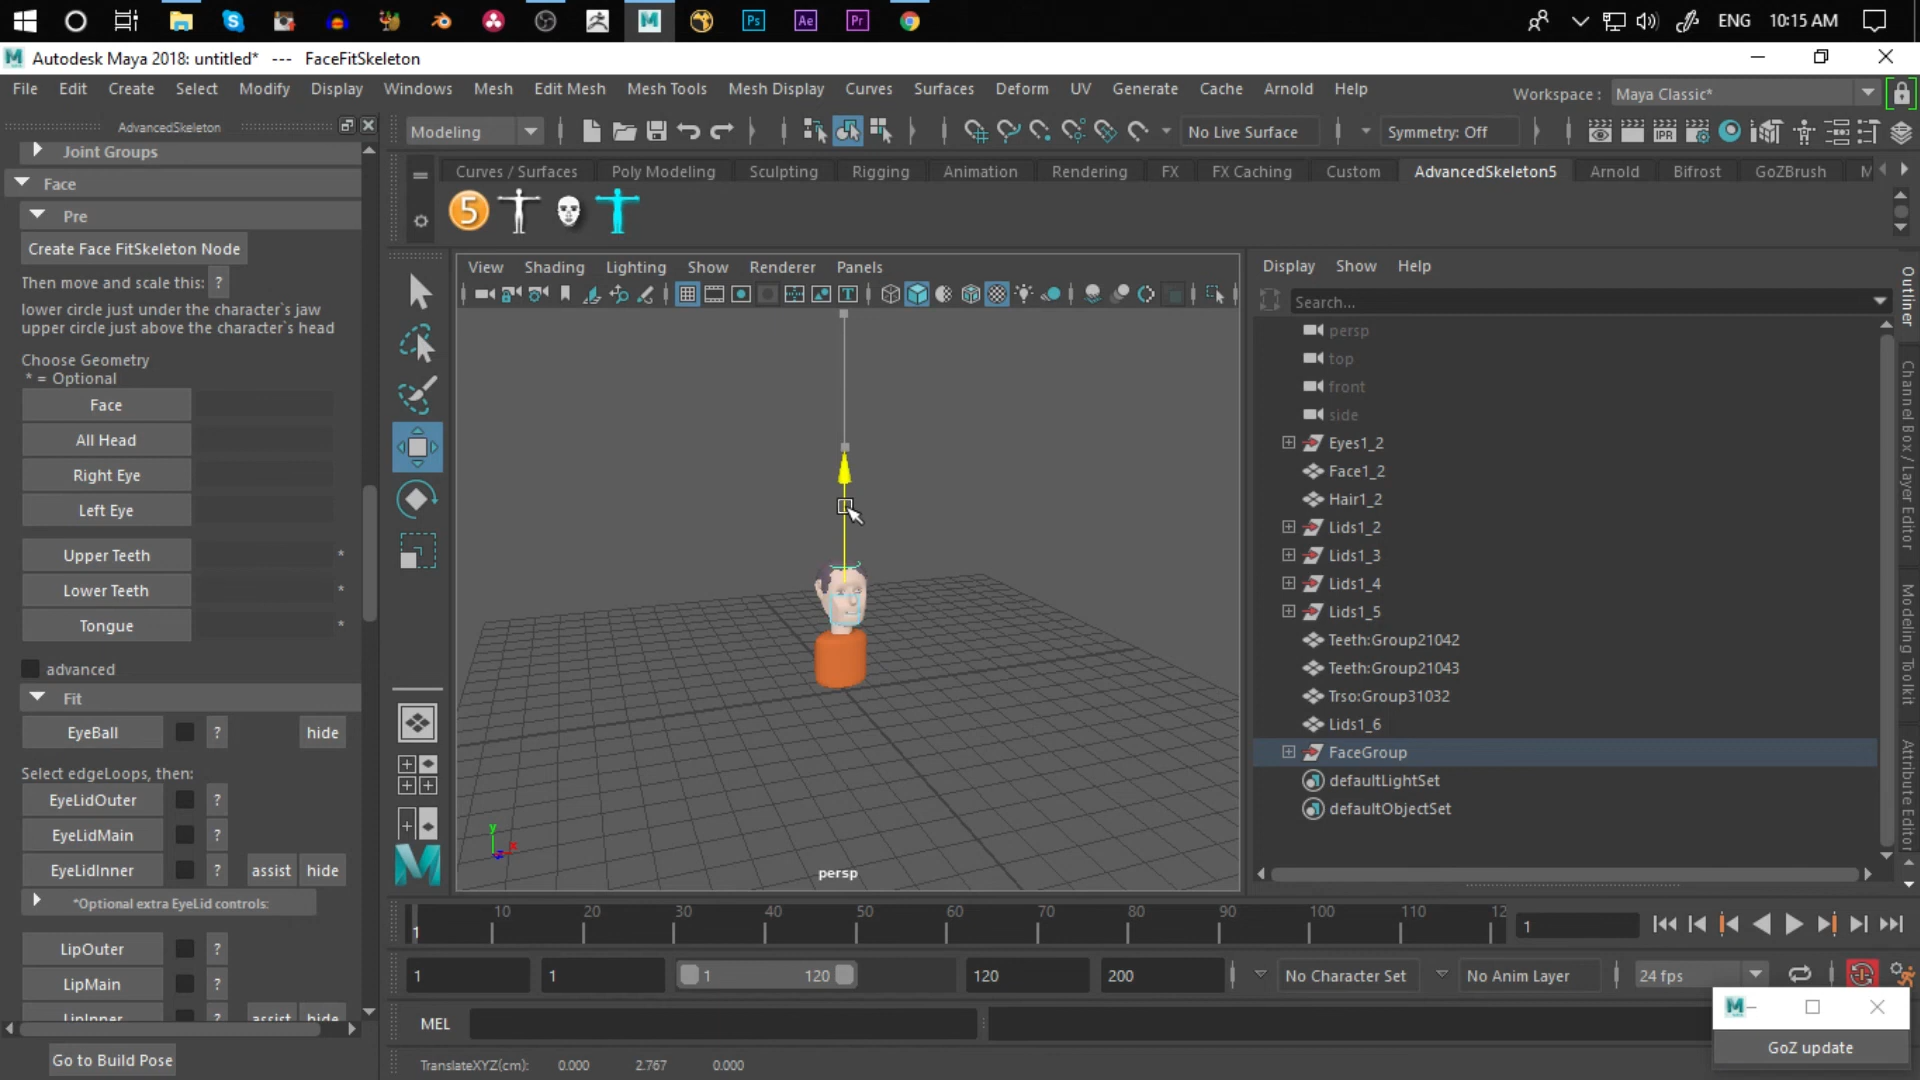 ENG
10:15 AM
Ps
Ae
Pr
Autodesk Maya 2018: untitled* --- FaceFitSkeleton
File Edit Create Select Modify Display Windows Mesh Edit Mesh Mesh Tools Mesh Display Curves Surfaces Deform UV Generate Cache Arnold Help
Workspace : Maya Classic*
AdvancedSkeleton
Modeling
No Live Surface
Symmetry: Off
IPR
Curves / Surfaces Poly Modeling Sculpting Rigging Animation Rendering FX FX Caching Custom AdvancedSkeleton5 Arnold Bifrost GoZBrush M
5
Joint Groups
Face
Pre
Create Face FitSkeleton Node
Then move and scale this: ?
lower circle just under the character`s jaw
upper circle just above the character`s head
Choose Geometry
* = Optional
Face
All Head
Right Eye
Left Eye
Upper Teeth *
Lower Teeth *
Tongue *
advanced
Fit
EyeBall ? hide
Select edgeLoops, then:
EyeLidOuter ?
EyeLidMain ?
EyeLidInner ? assist hide
*Optional extra EyeLid controls:
LipOuter ?
LipMain ?
LipInner ? assist hide
Go to Build Pose
View Shading Lighting Show Renderer Panels
y
x
persp
Display Show Help
Search...
persp
top
front
side
Eyes1_2
Face1_2
Hair1_2
Lids1_2
Lids1_3
Lids1_4
Lids1_5
Teeth:Group21042
Teeth:Group21043
Trso:Group31032
Lids1_6
FaceGroup
defaultLightSet
defaultObjectSet
Outliner
Channel Box / Layer Editor
Modeling Toolkit
Attribute Editor
10 20 30 40 50 60 70 80 90 100 110 12
1
1
1 1 1 120 120 200
No Character Set
No Anim Layer
24 fps
MEL
TranslateXYZ(cm): 0.000 2.767 0.000
GoZ update